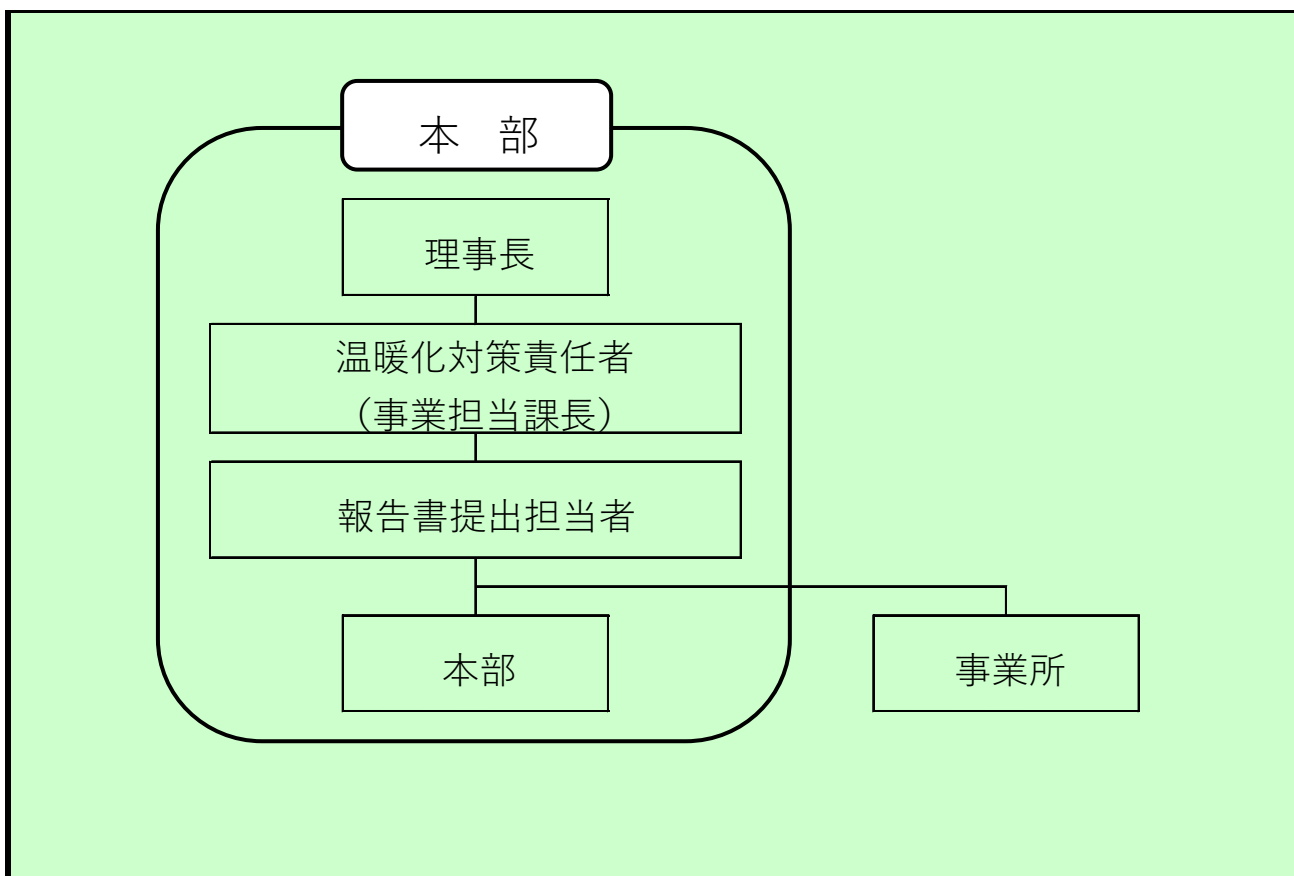 本　部
理事長
温暖化対策責任者
（事業担当課長）
報告書提出担当者
本部
事業所